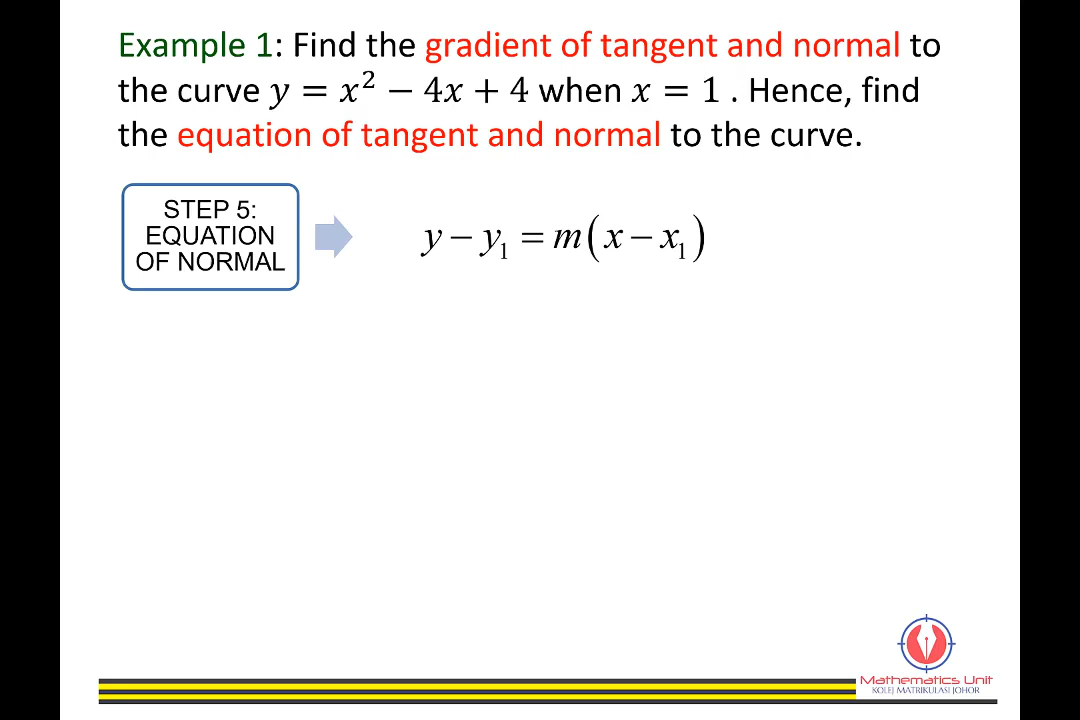 Example 1: Find the gradient of tangent and normal to
the curve y = x² − 4x + 4 when x = 1 . Hence, find
the equation of tangent and normal to the curve.
STEP 5:
EQUATION
OF NORMAL
y − y₁ = m(x − x₁)
Mathematics Unit
KOLEJ MATRIKULASI JOHOR